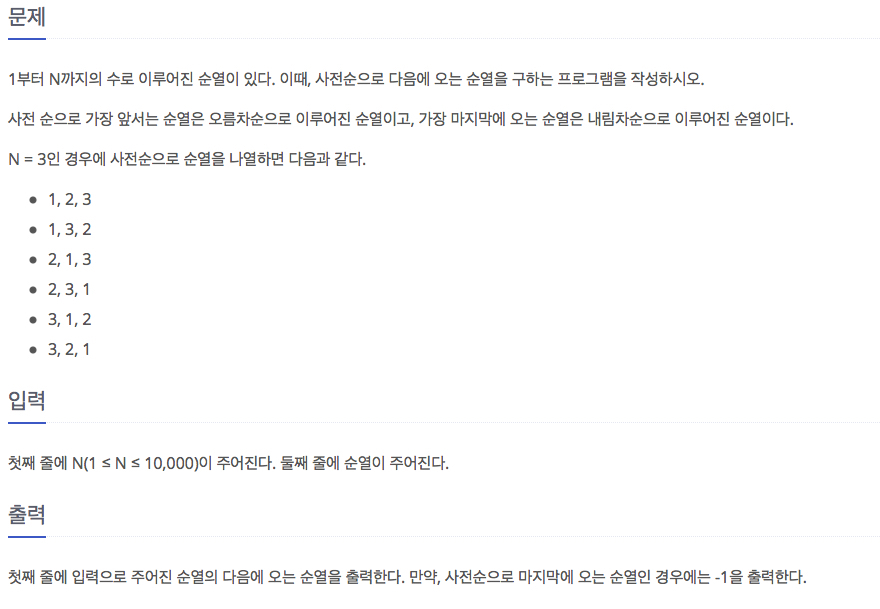 문제
1부터 N까지의 수로 이루어진 순열이 있다. 이때, 사전순으로 다음에 오는 순열을 구하는 프로그램을 작성하시오.
사전 순으로 가장 앞서는 순열은 오름차순으로 이루어진 순열이고, 가장 마지막에 오는 순열은 내림차순으로 이루어진 순열이다.
N = 3인 경우에 사전순으로 순열을 나열하면 다음과 같다.
1, 2, 3
1, 3, 2
2, 1, 3
2, 3, 1
3, 1, 2
3, 2, 1
입력
첫째 줄에 N(1 ≤ N ≤ 10,000)이 주어진다. 둘째 줄에 순열이 주어진다.
출력
첫째 줄에 입력으로 주어진 순열의 다음에 오는 순열을 출력한다. 만약, 사전순으로 마지막에 오는 순열인 경우에는 -1을 출력한다.